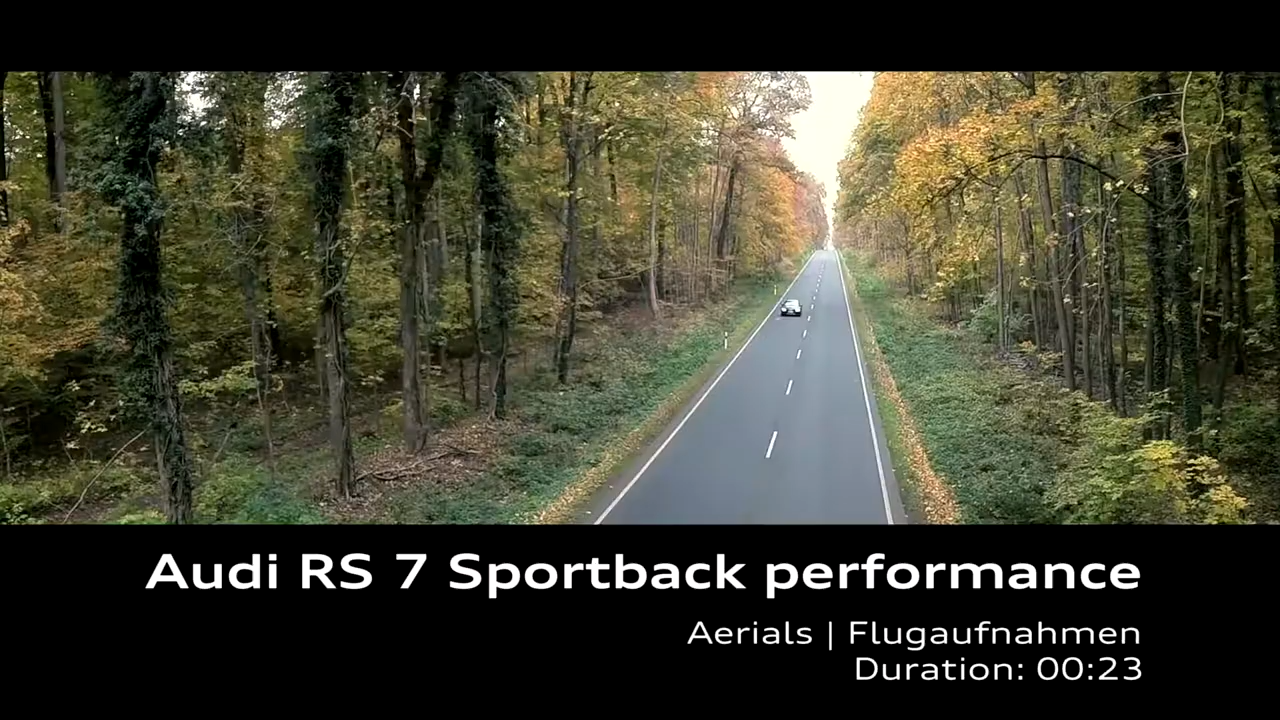 Audi RS 7 Sportback performance
Aerials | Flugaufnahmen
Duration: 00:23